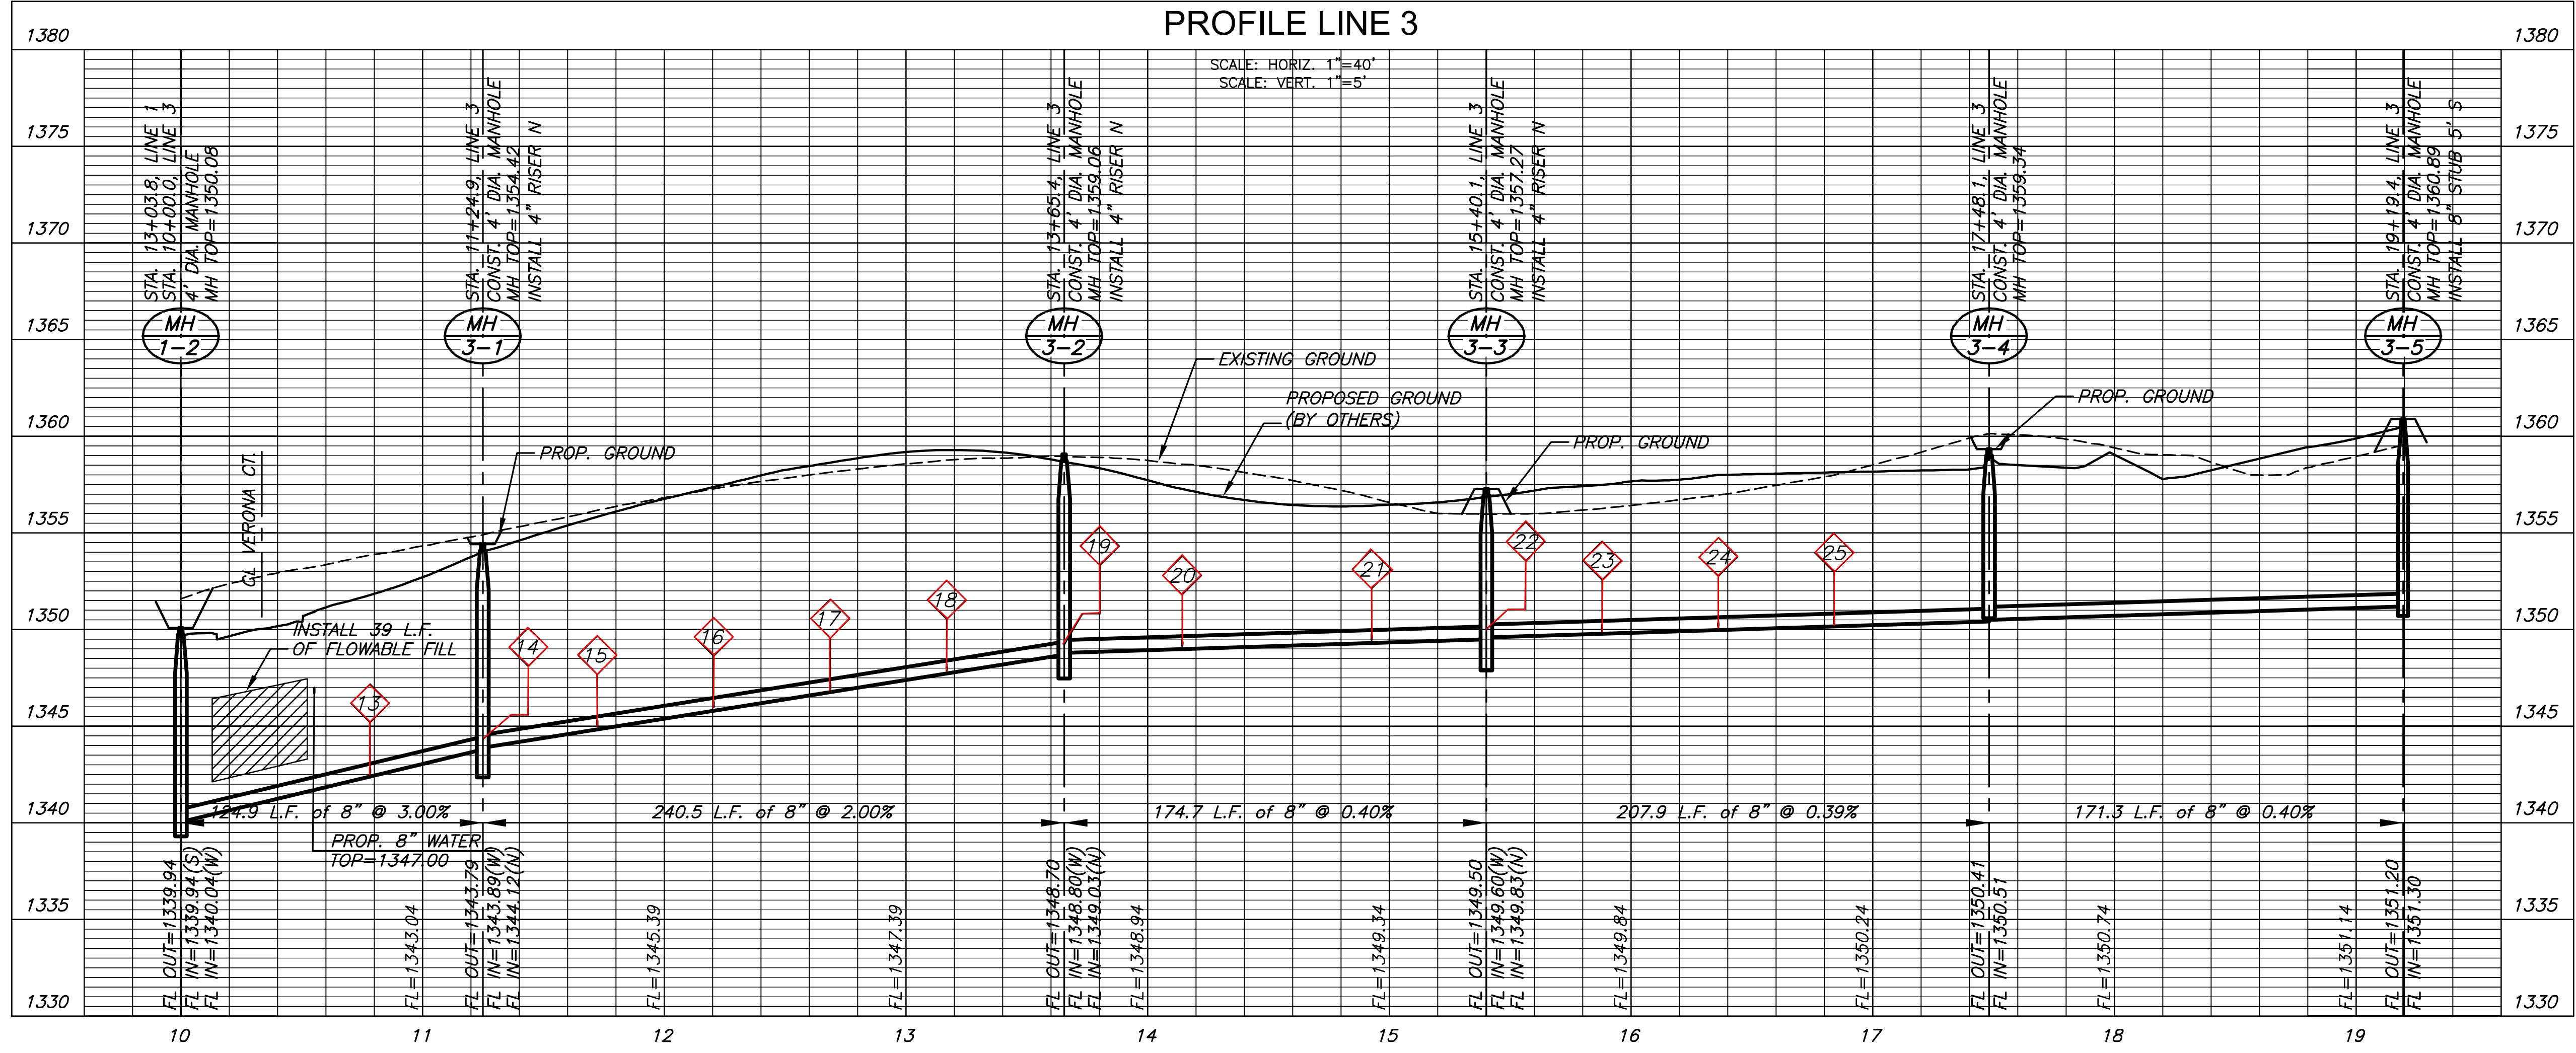 PROFILE LINE 3
SCALE: HORIZ. 1"=40'
SCALE: VERT. 1"=5'
1380
1375
1370
1365
1360
1355
1350
1345
1340
1335
1330
1380
1375
1370
1365
1360
1355
1350
1345
1340
1335
1330
STA. 13+03.8, LINE 1
STA. 10+00.0, LINE 3
4' DIA. MANHOLE
MH TOP=1350.08
MH
1-2
STA. 11+24.9, LINE 3
CONST. 4' DIA. MANHOLE
MH TOP=1354.42
INSTALL 4" RISER N
MH
3-1
STA. 13+65.4, LINE 3
CONST. 4' DIA. MANHOLE
MH TOP=1359.06
INSTALL 4" RISER N
MH
3-2
STA. 15+40.1, LINE 3
CONST. 4' DIA. MANHOLE
MH TOP=1357.27
INSTALL 4" RISER N
MH
3-3
STA. 17+48.1, LINE 3
CONST. 4' DIA. MANHOLE
MH TOP=1359.34
MH
3-4
STA. 19+19.4, LINE 3
CONST. 4' DIA. MANHOLE
MH TOP=1360.89
INSTALL 8" STUB 5' S
MH
3-5
EXISTING GROUND
PROPOSED GROUND
(BY OTHERS)
PROP. GROUND
PROP. GROUND
PROP. GROUND
GL VERONA CT.
INSTALL 39 L.F.
OF FLOWABLE FILL
13
14
15
16
17
18
19
20
21
22
23
24
25
124.9 L.F. of 8" @ 3.00%
240.5 L.F. of 8" @ 2.00%
174.7 L.F. of 8" @ 0.40%
207.9 L.F. of 8" @ 0.39%
171.3 L.F. of 8" @ 0.40%
PROP. 8" WATER
TOP=1347.00
FL OUT=1339.94
FL IN=1339.94(S)
FL IN=1340.04(W)
FL=1343.04
FL OUT=1343.79
FL IN=1343.89(W)
FL IN=1344.12(N)
FL=1345.39
FL=1347.39
FL OUT=1348.70
FL IN=1348.80(W)
FL IN=1349.03(N)
FL=1348.94
FL=1349.34
FL OUT=1349.50
FL IN=1349.60(W)
FL IN=1349.83(N)
FL=1349.84
FL=1350.24
FL OUT=1350.41
FL IN=1350.51
FL=1350.74
FL=1351.14
FL OUT=1351.20
FL IN=1351.30
10
11
12
13
14
15
16
17
18
19